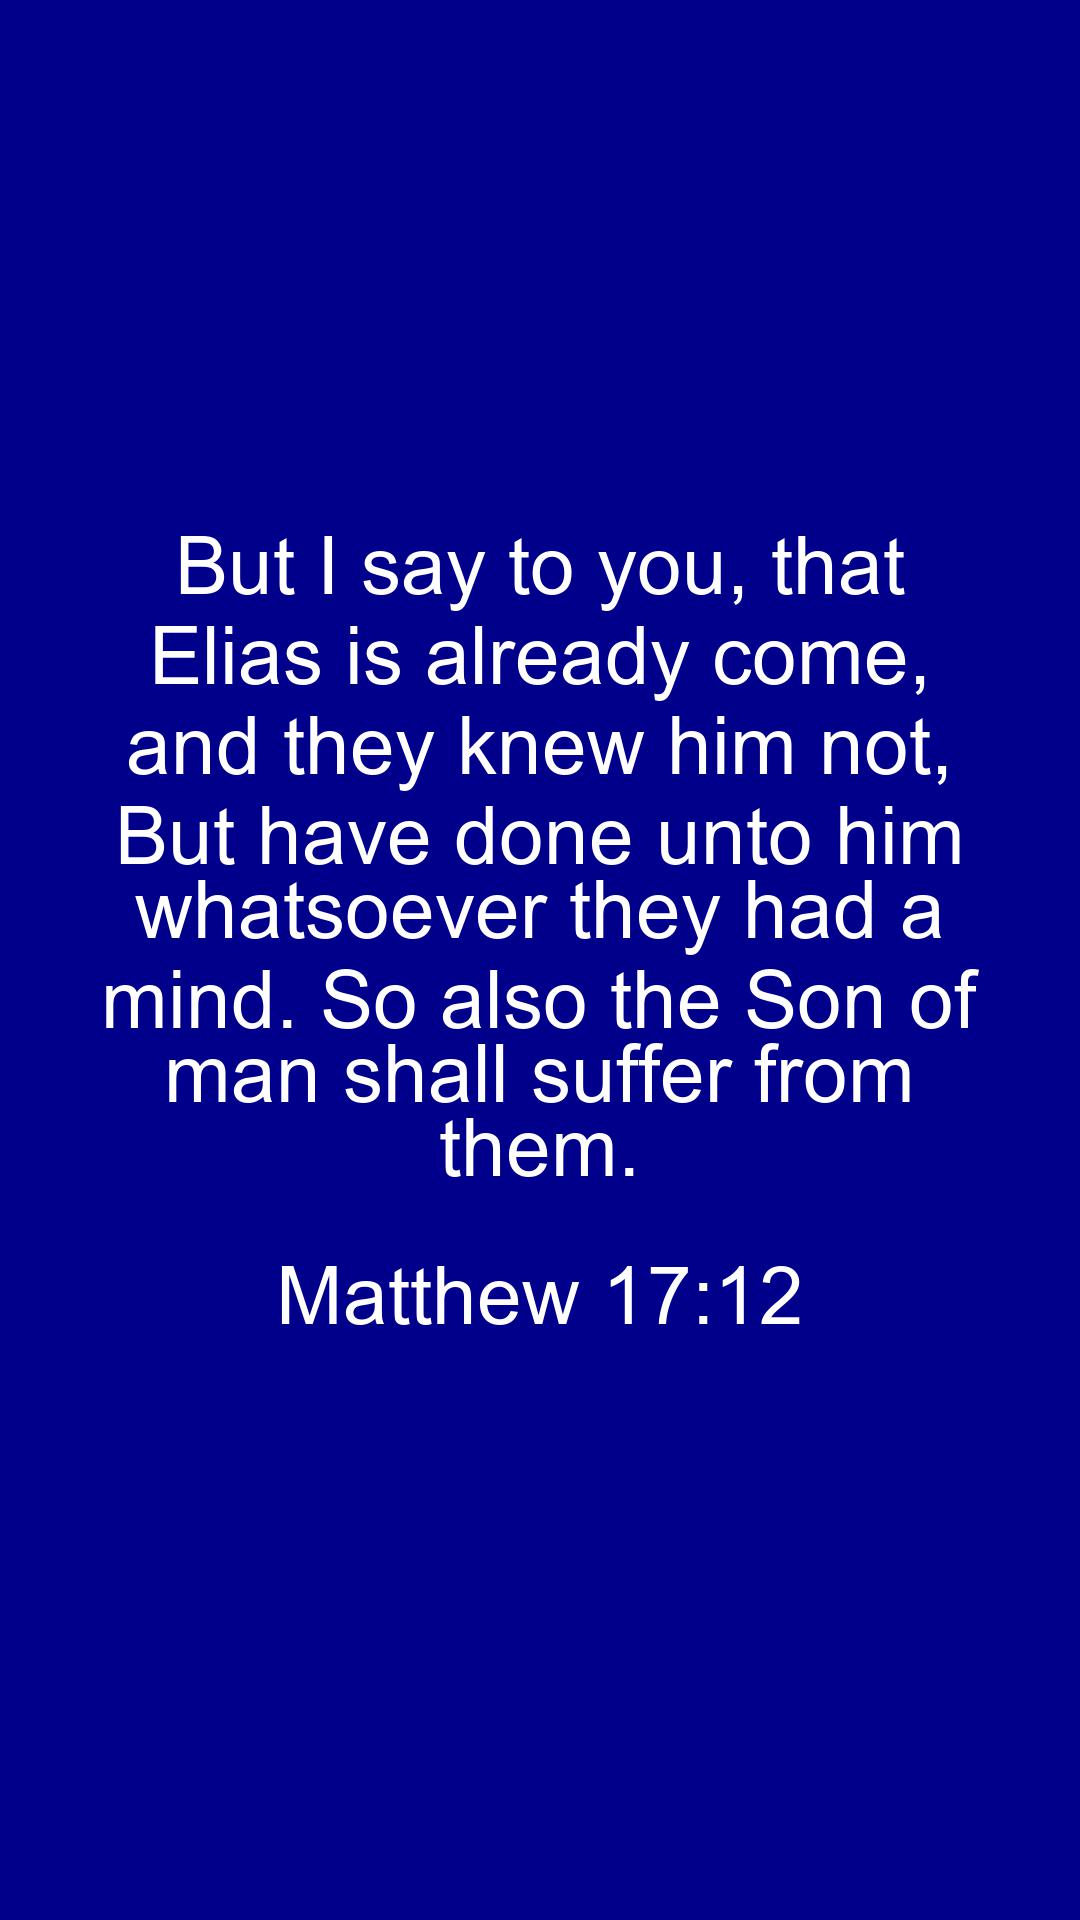 But I say to you, that
Elias is already come,
and they knew him not,
But have done unto him
whatsoever they had a
mind. So also the Son of
man shall suffer from
them.
Matthew 17:12